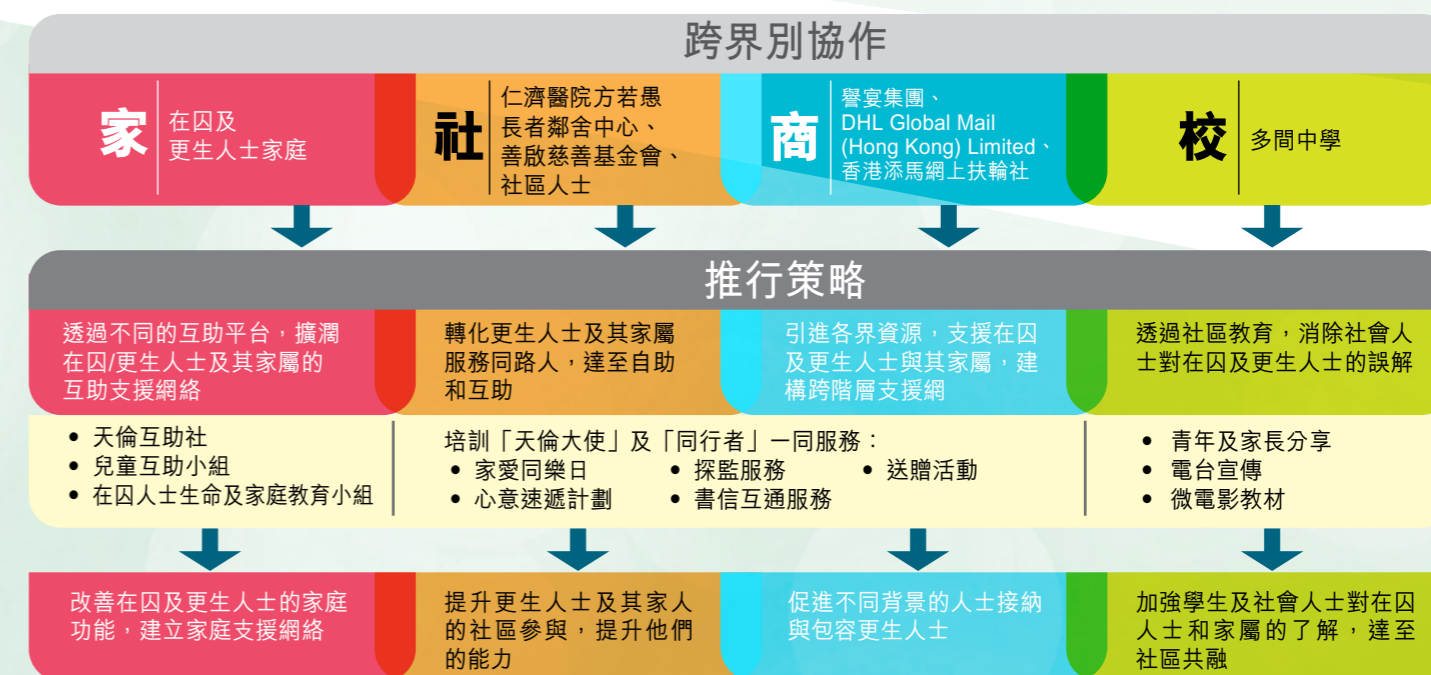 跨界別協作
家
在囚及
更生人士家庭
社
仁濟醫院方若愚
長者鄰舍中心、
善啟慈善基金會、
社區人士
商
譽宴集團、
DHL Global Mail
(Hong Kong) Limited、
香港添馬網上扶輪社
校
多間中學
推行策略
透過不同的互助平台，擴濶
在囚/更生人士及其家屬的
互助支援網絡
轉化更生人士及其家屬
服務同路人，達至自助
和互助
引進各界資源，支援在囚
及更生人士與其家屬，建
構跨階層支援網
透過社區教育，消除社會人
士對在囚及更生人士的誤解
• 天倫互助社
• 兒童互助小組
• 在囚人士生命及家庭教育小組
培訓「天倫大使」及「同行者」一同服務：
• 家愛同樂日 • 探監服務 • 送贈活動
• 心意速遞計劃 • 書信互通服務
• 青年及家長分享
• 電台宣傳
• 微電影教材
改善在囚及更生人士的家庭
功能，建立家庭支援網絡
提升更生人士及其家人
的社區參與，提升他們
的能力
促進不同背景的人士接納
與包容更生人士
加強學生及社會人士對在囚
人士和家屬的了解，達至
社區共融